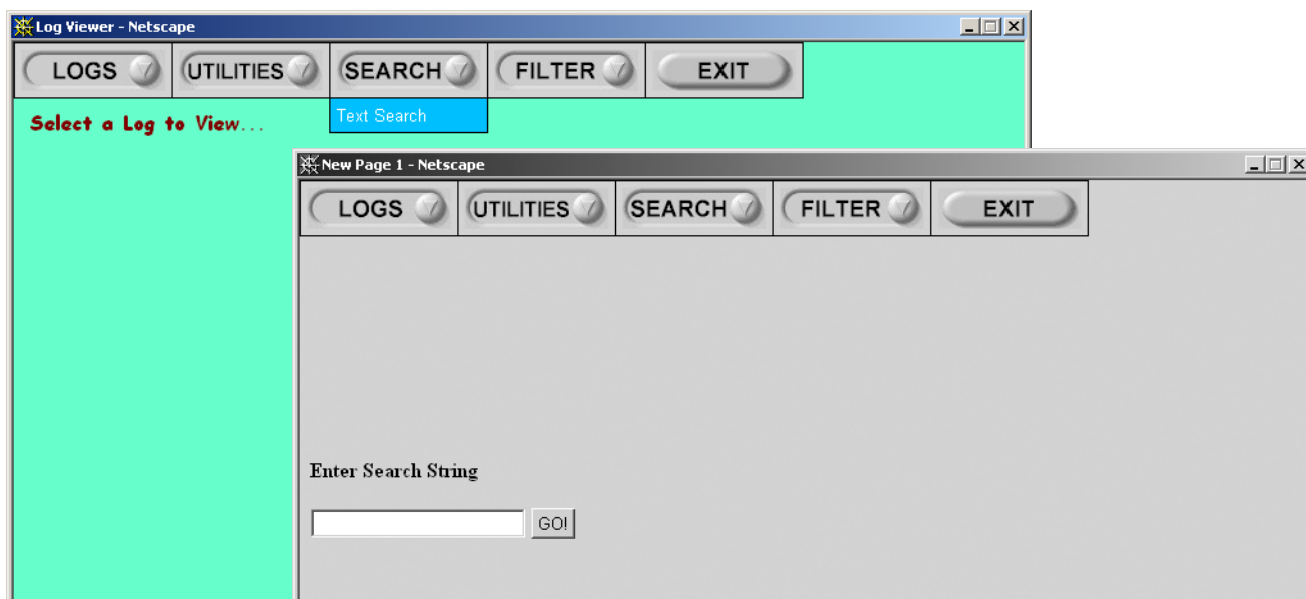 Log Viewer - Netscape
LOGS UTILITIES SEARCH FILTER EXIT
Text Search
Select a Log to View...
New Page 1 - Netscape
LOGS UTILITIES SEARCH FILTER EXIT
Enter Search String
GO!